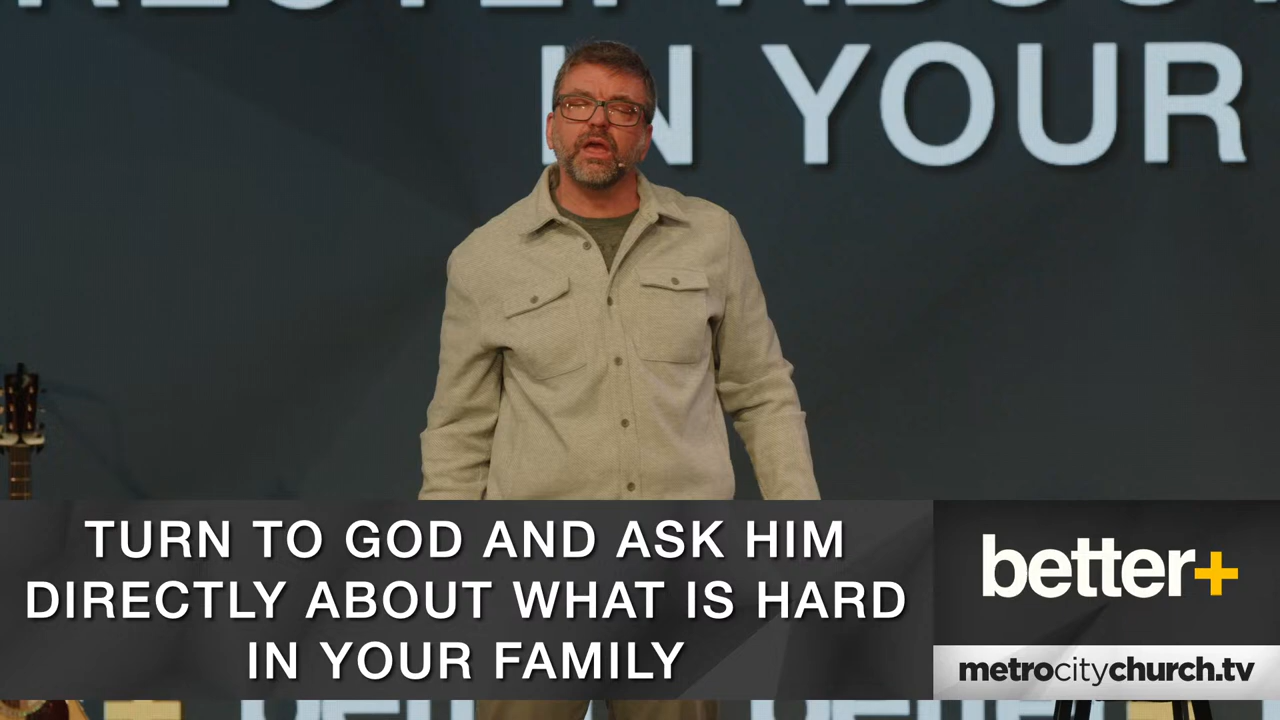 IN YOUR
TURN TO GOD AND ASK HIM
DIRECTLY ABOUT WHAT IS HARD
IN YOUR FAMILY
better+
metrocitychurch.tv